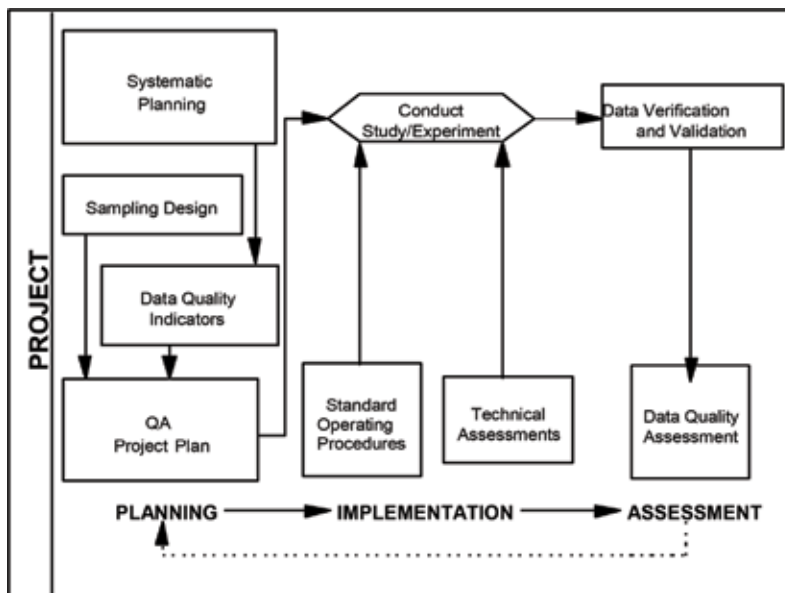 PROJECT
Systematic
Planning
Sampling Design
Data Quality
Indicators
QA
Project Plan
Conduct
Study/Experiment
Standard
Operating
Procedures
Technical
Assessments
Data Verification
and Validation
Data Quality
Assessment
PLANNING
IMPLEMENTATION
ASSESSMENT